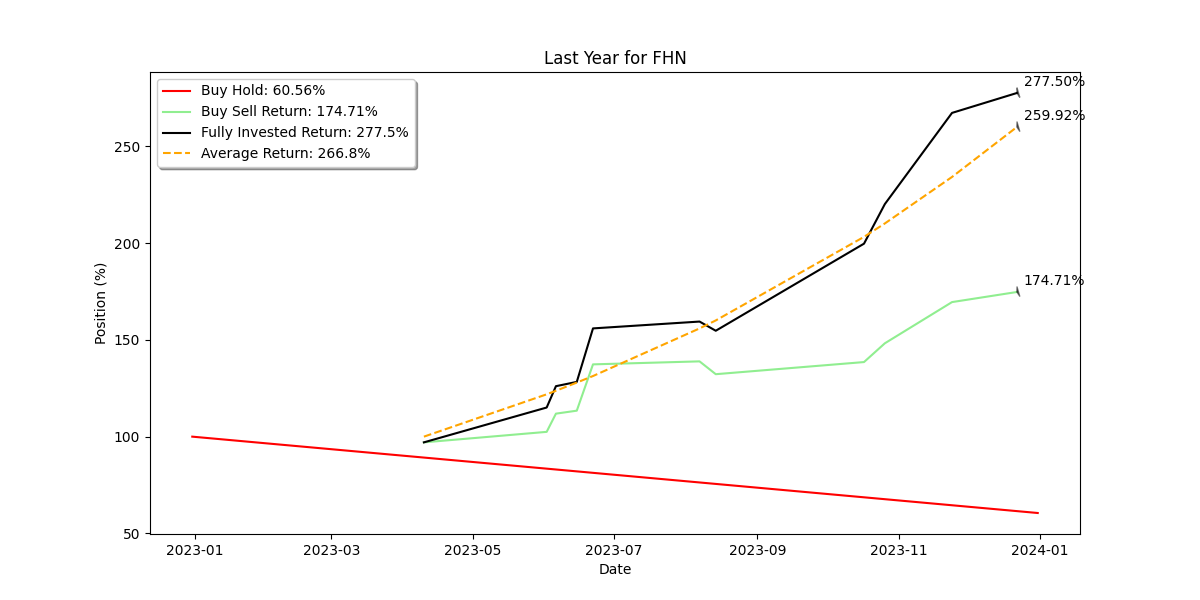 Last Year for FHN
Buy Hold: 60.56%
Buy Sell Return: 174.71%
Fully Invested Return: 277.5%
Average Return: 266.8%
277.50%
259.92%
174.71%
Position (%)
250
200
150
100
50
2023-01
2023-03
2023-05
2023-07
2023-09
2023-11
2024-01
Date